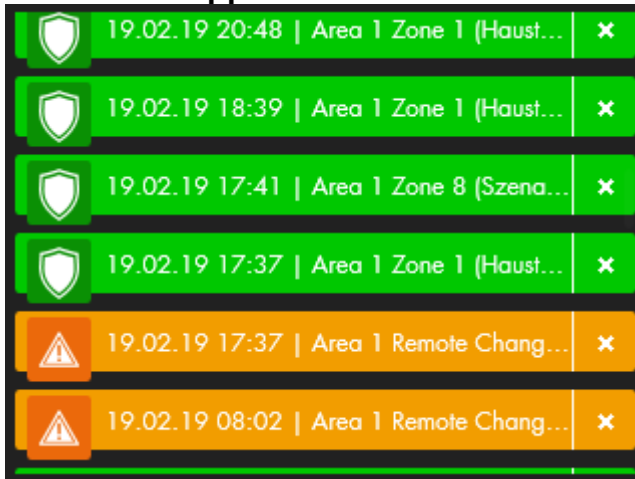 19.02.19 20:48 | Area 1 Zone 1 (Haust...
19.02.19 18:39 | Area 1 Zone 1 (Haust...
19.02.19 17:41 | Area 1 Zone 8 (Szena...
19.02.19 17:37 | Area 1 Zone 1 (Haust...
19.02.19 17:37 | Area 1 Remote Chang...
19.02.19 08:02 | Area 1 Remote Chang...